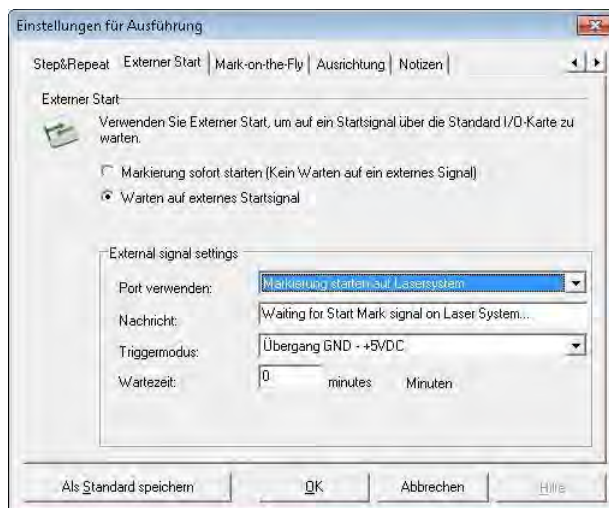 Einstellungen für Ausführung
Step&Repeat Externer Start Mark-on-the-Fly Ausrichtung Notizen
Externer Start
Verwenden Sie Externer Start, um auf ein Startsignal über die Standard I/O-Karte zu
warten.
Markierung sofort starten (Kein Warten auf ein externes Signal)
Warten auf externes Startsignal
External signal settings
Port verwenden: Markierung starten auf Lasersystem
Nachricht: Waiting for Start Mark signal on Laser System...
Triggermodus: Übergang GND - +5VDC
Wartezeit: 0 minutes Minuten
Als Standard speichern OK Abbrechen Hilfe